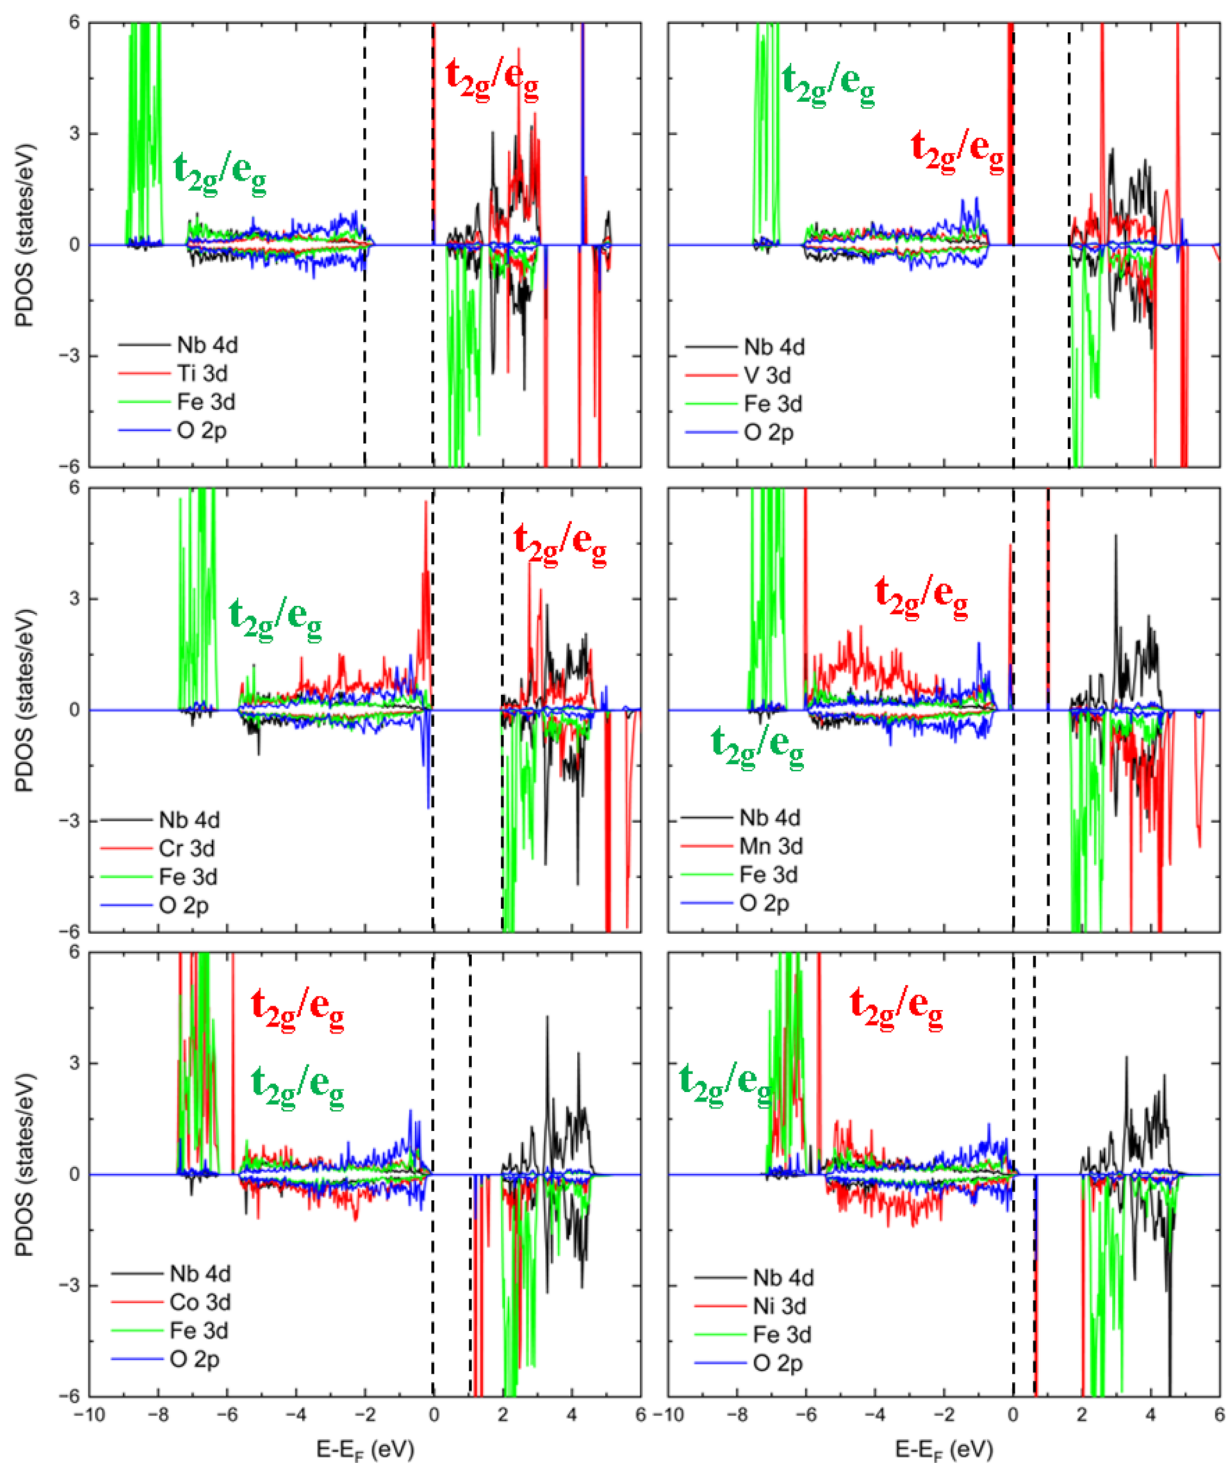 6
3
0
−3
−6
PDOS (states/eV)
t2g/eg
t2g/eg
Nb 4d
Ti 3d
Fe 3d
O 2p
t2g/eg
t2g/eg
Nb 4d
V 3d
Fe 3d
O 2p
6
3
0
−3
−6
PDOS (states/eV)
t2g/eg
t2g/eg
Nb 4d
Cr 3d
Fe 3d
O 2p
t2g/eg
t2g/eg
Nb 4d
Mn 3d
Fe 3d
O 2p
6
3
0
−3
−6
PDOS (states/eV)
t2g/eg
t2g/eg
Nb 4d
Co 3d
Fe 3d
O 2p
−10 −8 −6 −4 −2 0 2 4 6
E-EF (eV)
t2g/eg
t2g/eg
Nb 4d
Ni 3d
Fe 3d
O 2p
−10 −8 −6 −4 −2 0 2 4 6
E-EF (eV)